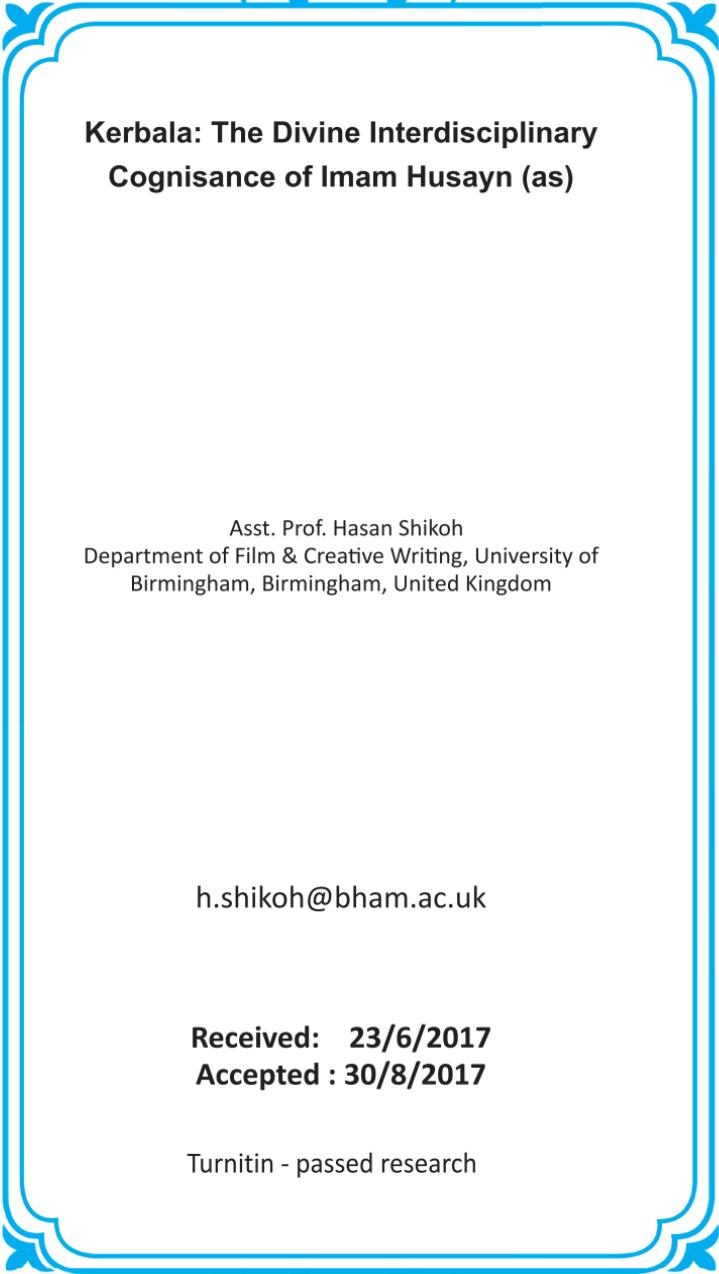 Kerbala: The Divine Interdisciplinary
Cognisance of Imam Husayn (as)
Asst. Prof. Hasan Shikoh
Department of Film & Creative Writing, University of
Birmingham, Birmingham, United Kingdom
h.shikoh@bham.ac.uk
Received: 23/6/2017
Accepted : 30/8/2017
Turnitin - passed research